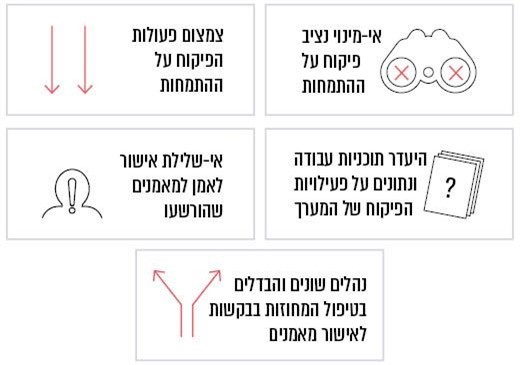 אי-מינוי נציב
פיקוח על
ההתמחות
צמצום פעולות
הפיקוח על
ההתמחות
היעדר תוכניות עבודה
ונתונים על פעילויות
הפיקוח של המערך
?
אי-שלילת אישור
לאמן למאמנים
שהורשעו
!
נהלים שונים והבדלים
בטיפול המחוזות בבקשות
לאישור מאמנים